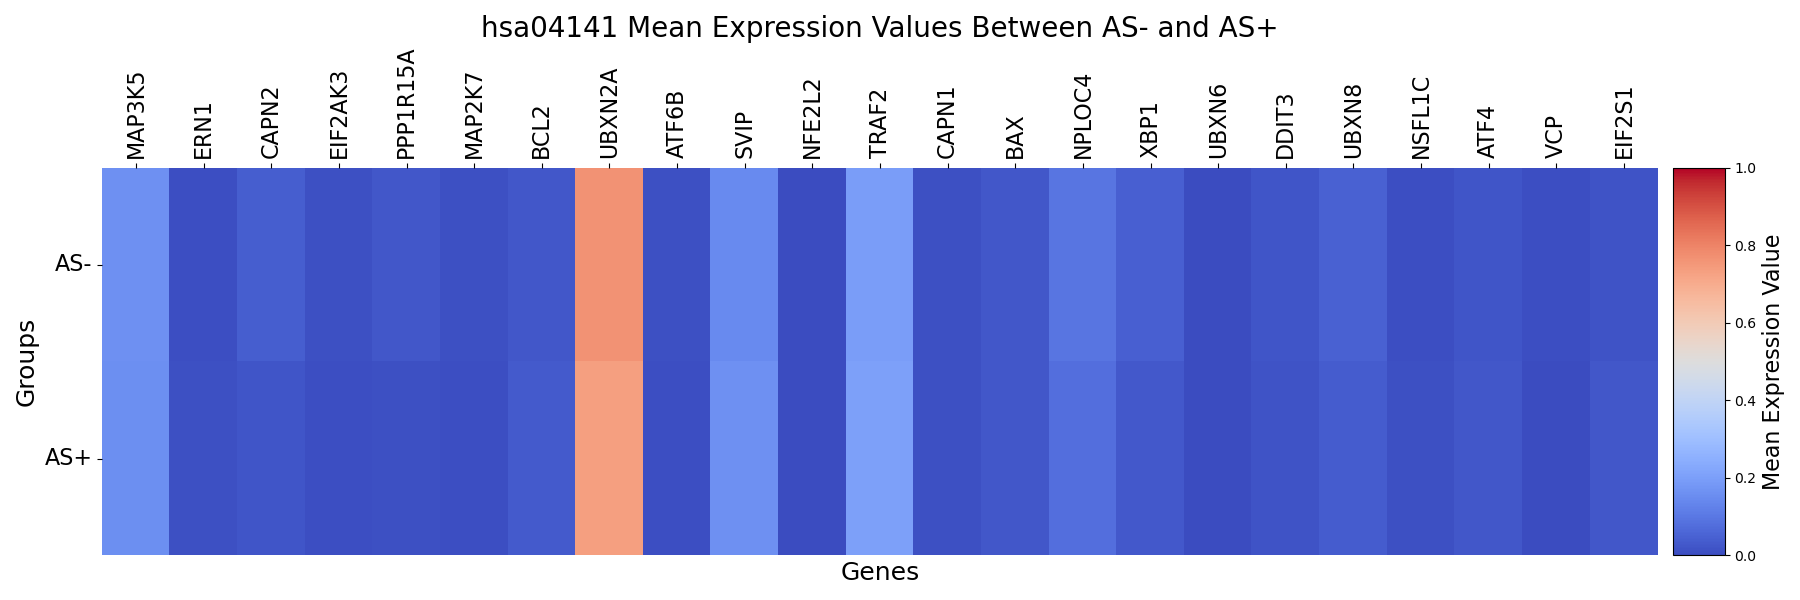 hsa04141 Mean Expression Values Between AS- and AS+
MAP3K5
ERN1
CAPN2
EIF2AK3
PPP1R15A
MAP2K7
BCL2
UBXN2A
ATF6B
SVIP
NFE2L2
TRAF2
CAPN1
BAX
NPLOC4
XBP1
UBXN6
DDIT3
UBXN8
NSFL1C
ATF4
VCP
EIF2S1
Groups
AS-
AS+
Genes
1.0
0.8
0.6
0.4
0.2
0.0
Mean Expression Value